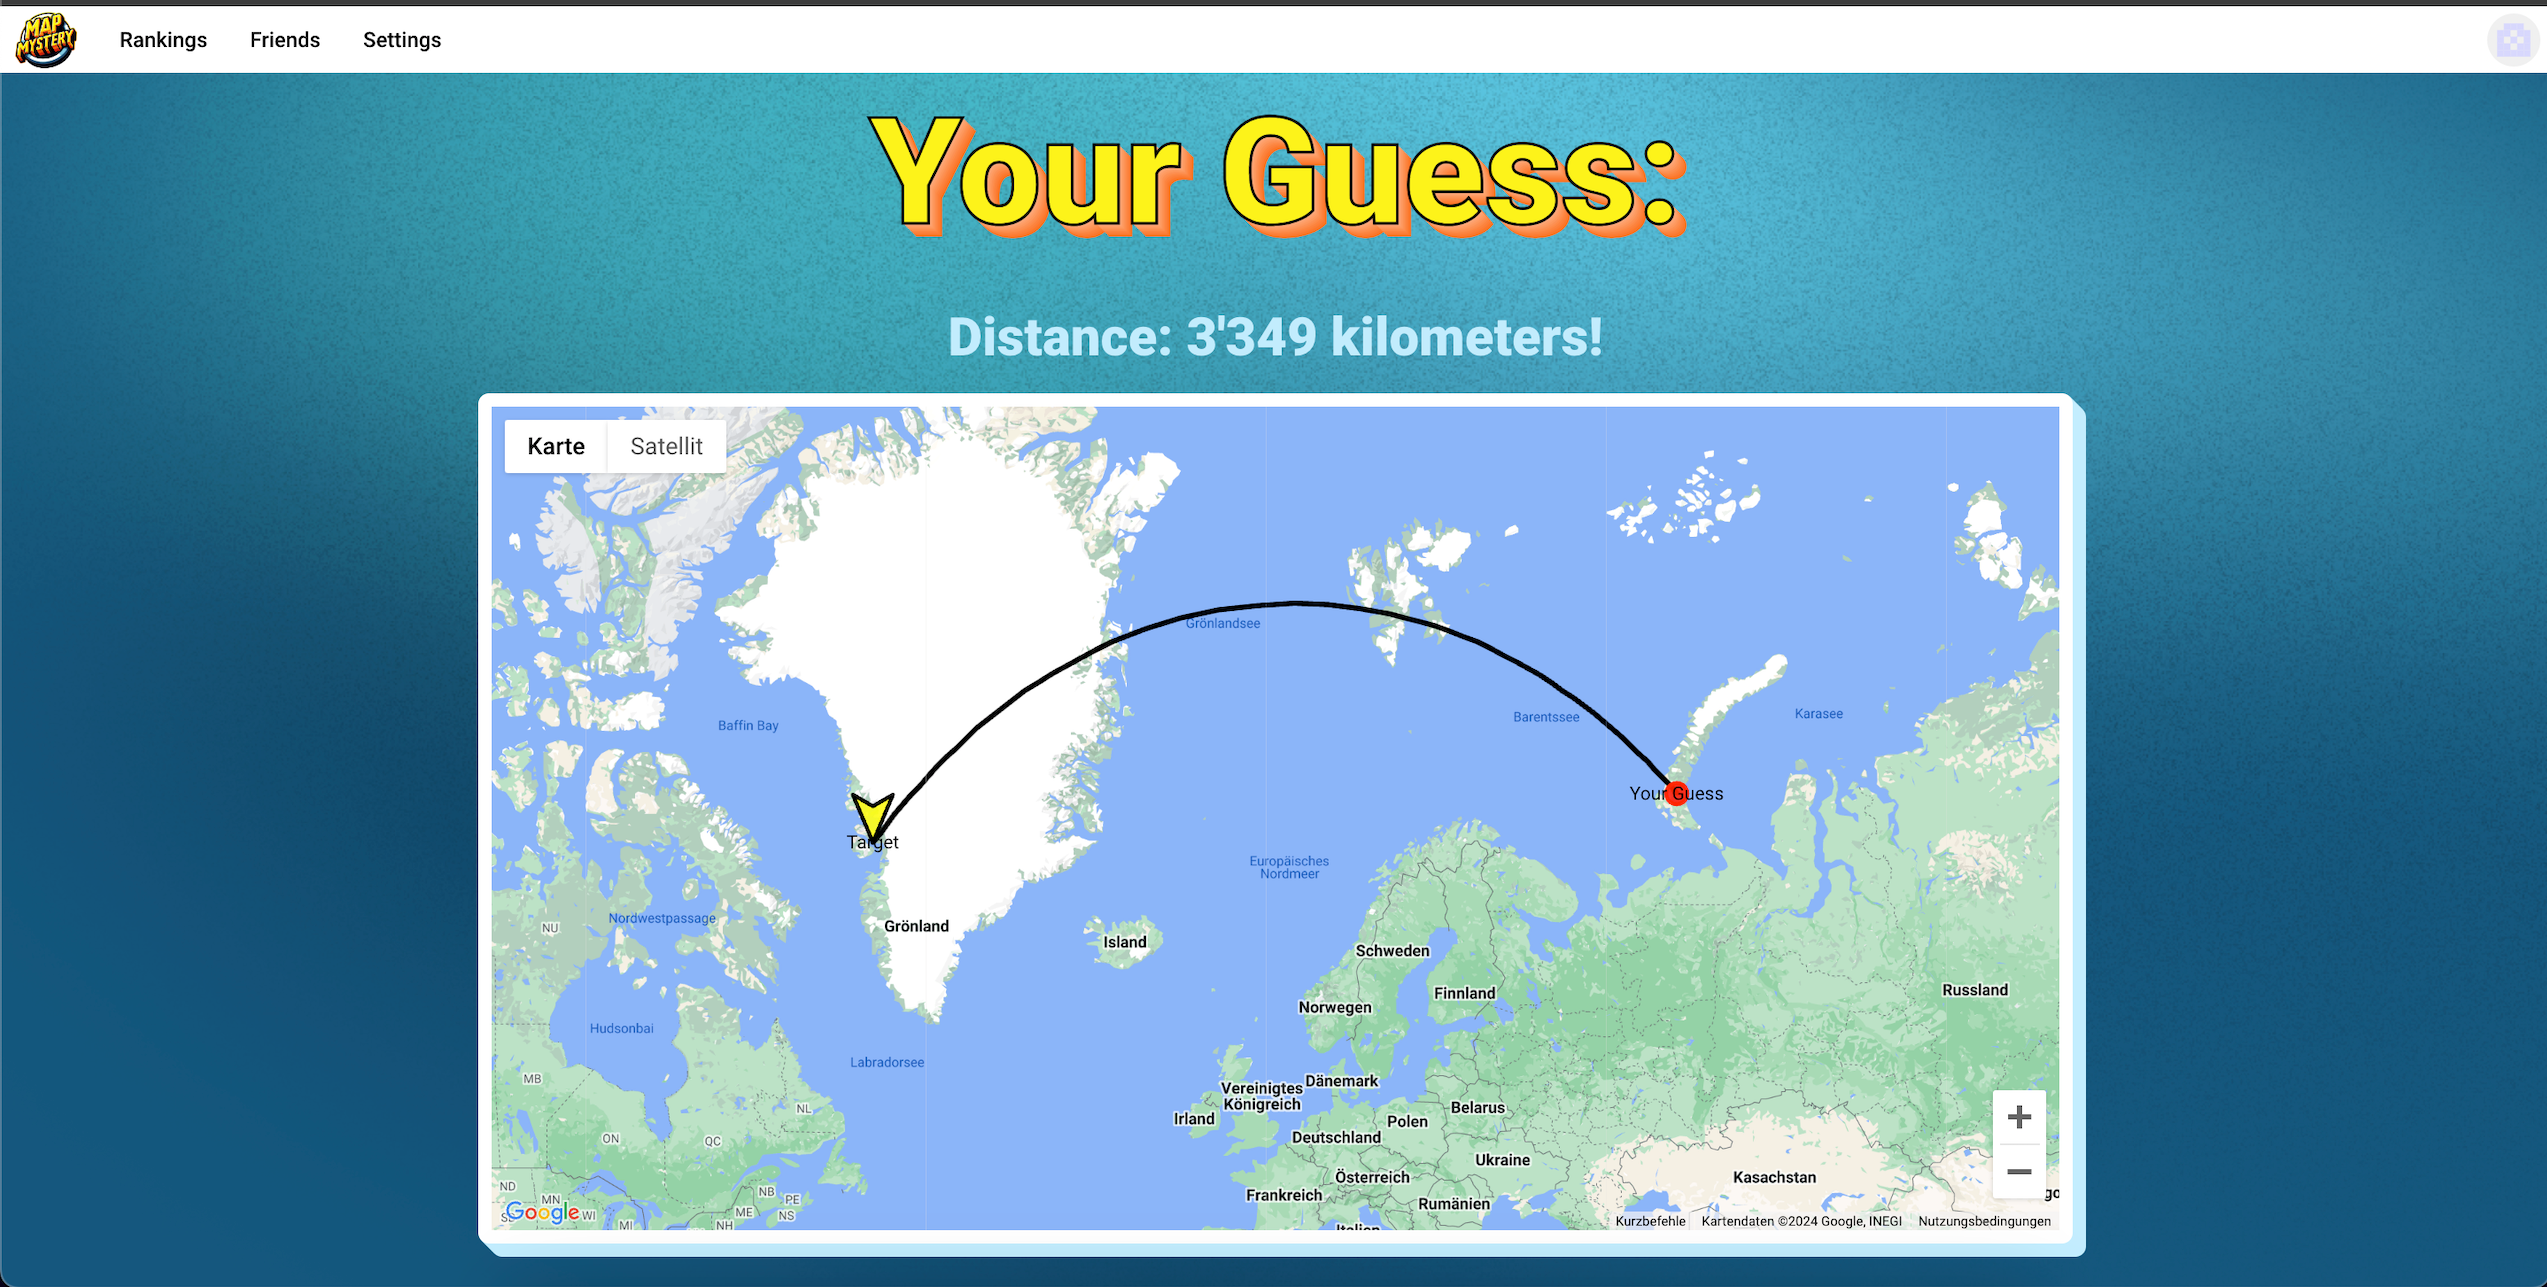 MAP
MYSTERY
Rankings
Friends
Settings
Your Guess:
Distance: 3'349 kilometers!
Karte
Satellit
Grönlandsee
Baffin Bay
Barentssee
Karasee
Your Guess
Target
Europäisches
Nordmeer
Nordwestpassage
NU
Grönland
Island
Schweden
Finnland
Norwegen
Russland
Hudsonbai
Labradorsee
MB
NL
ON
QC
Vereinigtes
Königreich
Dänemark
Irland
Belarus
Polen
Deutschland
Ukraine
Österreich
Kasachstan
Frankreich
Rumänien
ND
MN
WI
MI
NB
PE
NS
ME
NH
Italien
Google
Kurzbefehle
Kartendaten ©2024 Google, INEGI
Nutzungsbedingungen